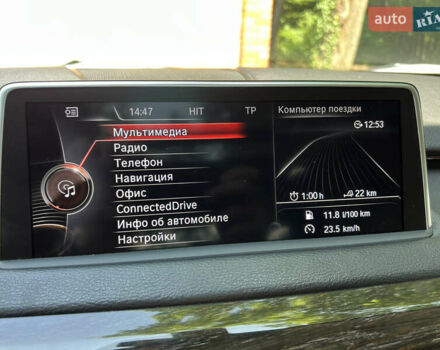 auto RIA
14:47 HIT TP
Компьютер поездки
12:53
Мультимедиа
Радио
Телефон
Навигация
Офис
ConnectedDrive
Инфо об автомобиле
Настройки
1:00 h 22 km
11.8 l/100 km
23.5 km/h